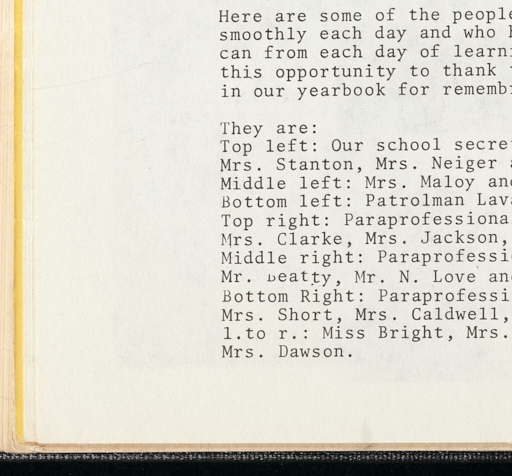 Here are some of the people
smoothly each day and who
can from each day of learni
this opportunity to thank
in our yearbook for remembr
They are:
Top left: Our school secre
Mrs. Stanton, Mrs. Neiger a
Middle left: Mrs. Maloy and
Bottom left: Patrolman Lava
Top right: Paraprofessiona
Mrs. Clarke, Mrs. Jackson,
Middle right: Paraprofessi
Mr. Beatty, Mr. N. Love and
Bottom Right: Paraprofessi
Mrs. Short, Mrs. Caldwell,
l.to r.: Miss Bright, Mrs.
Mrs. Dawson.